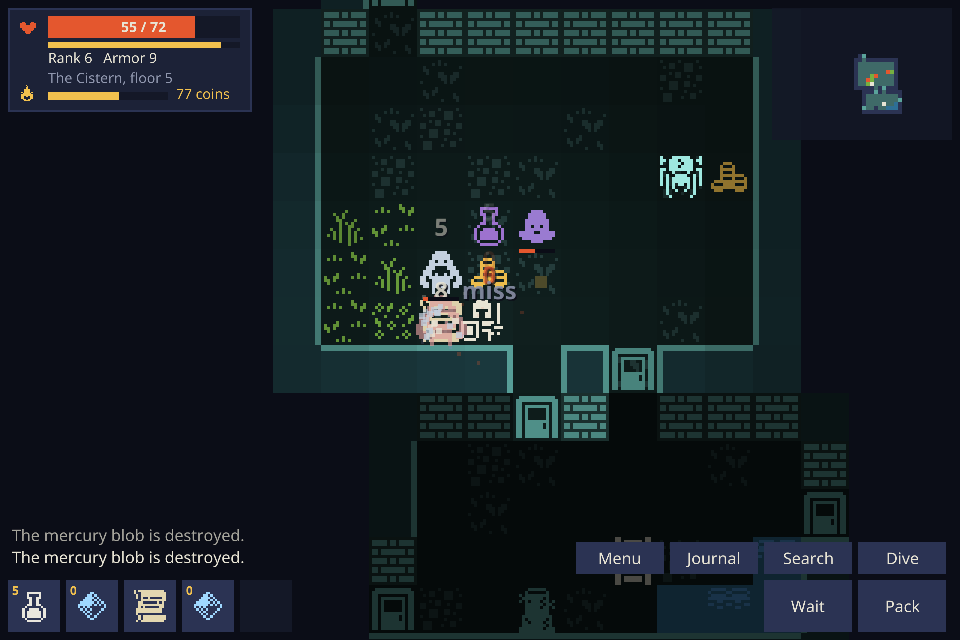 55 / 72
Rank 6 Armor 9
The Cistern, floor 5
77 coins
5
8
miss
The mercury blob is destroyed.
The mercury blob is destroyed.
Menu
Journal
Search
Dive
5
0
0
Wait
Pack